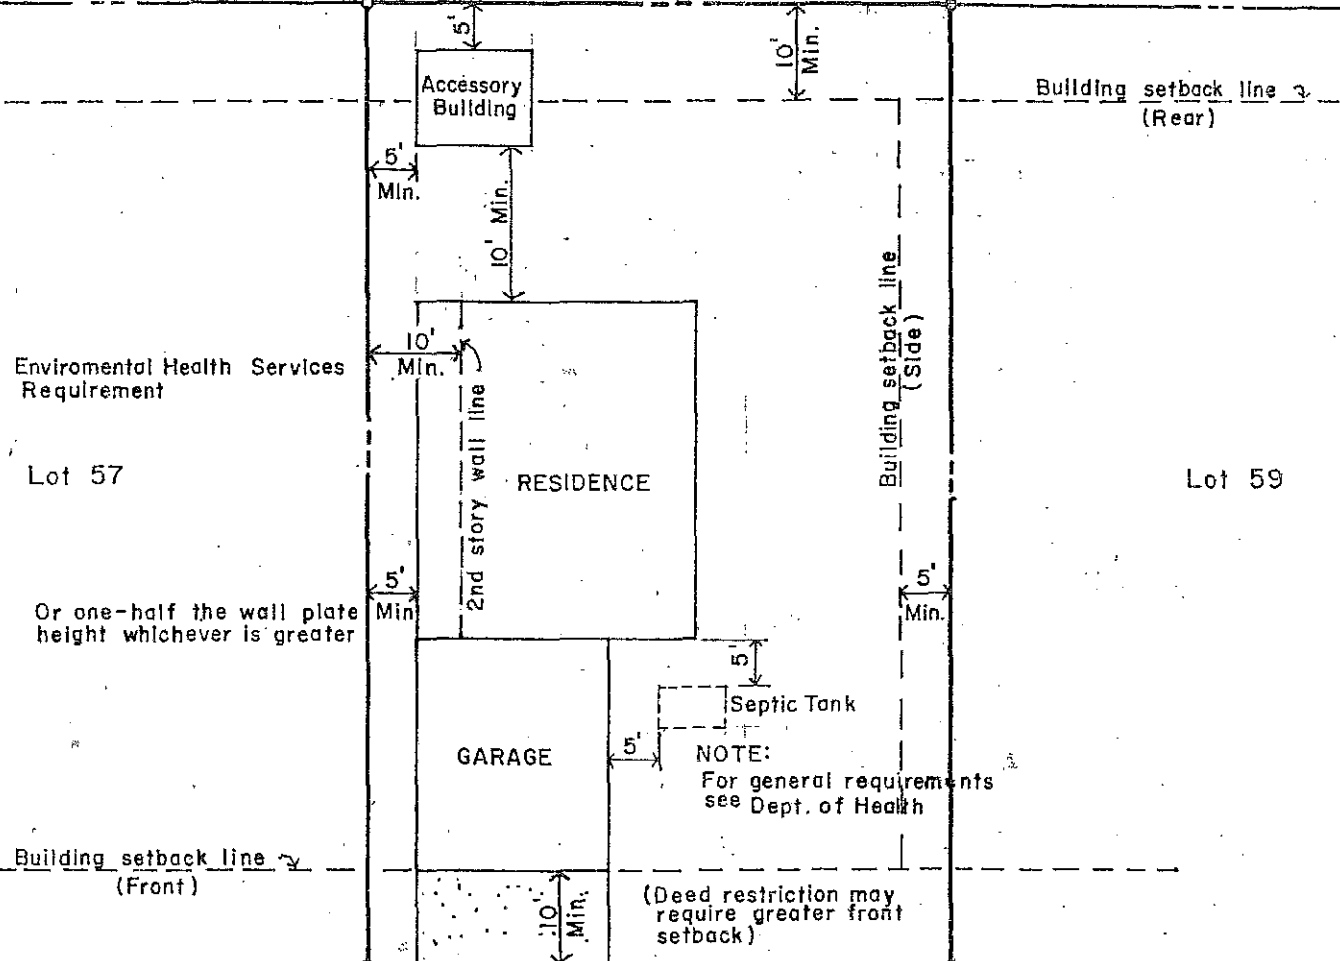 5'
10'
Min.
Accessory
Building
Building setback line
(Rear)
5'
Min.
10' Min.
10'
Min.
Enviromental Health Services
Requirement
2nd story wall line
Building setback line
(Side)
Lot 57
RESIDENCE
Lot 59
5'
Min
Or one-half the wall plate
height whichever is greater
5'
Min.
5'
Septic Tank
GARAGE
5'
NOTE:
For general requirements
see Dept. of Health
Building setback line
(Front)
10'
Min.
(Deed restriction may
require greater front
setback)